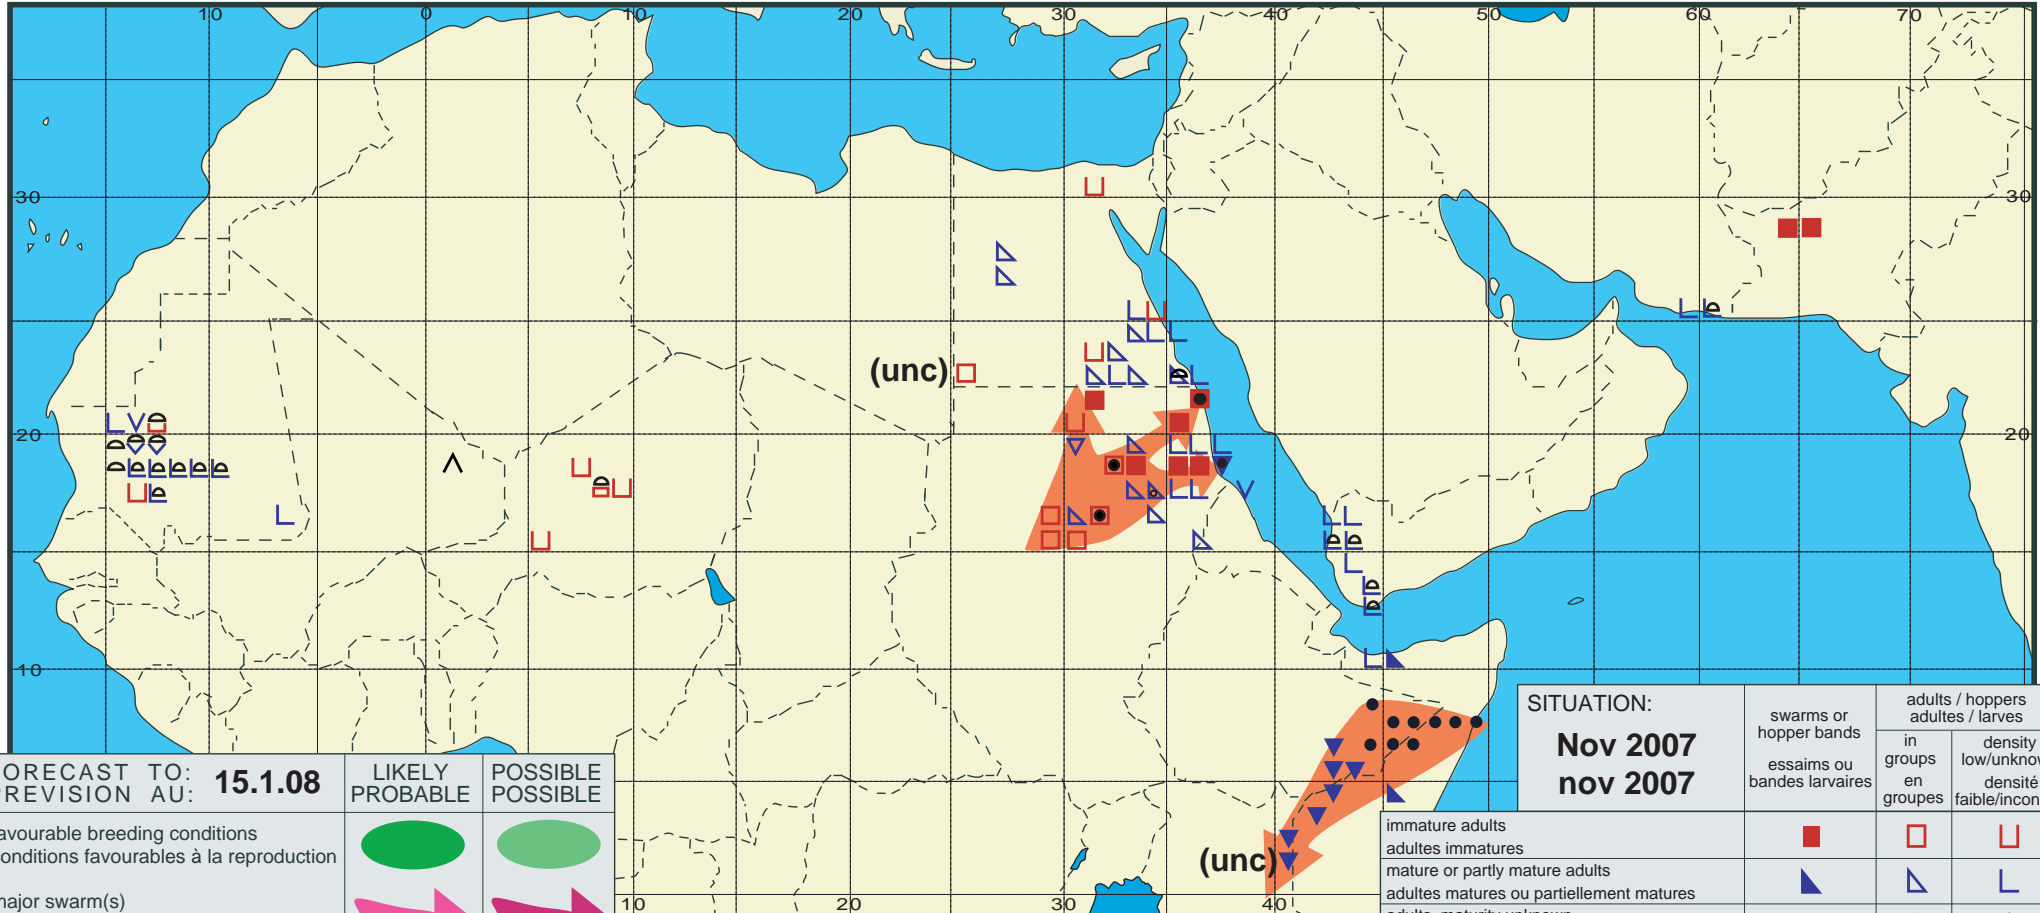 10 0 10 20 30 40 50 60 70
30 30
(unc)
20 20
10
SITUATION:
Nov 2007
nov 2007
swarms or
hopper bands
essaims ou
bandes larvaires
adults / hoppers
adultes / larves
in
groups
en
groupes
density
low/unknow
densité
faible/incon
ORECAST TO:
REVISION AU:
15.1.08
LIKELY
PROBABLE
POSSIBLE
POSSIBLE
avourable breeding conditions
onditions favourables à la reproduction
major swarm(s)
(unc)
immature adults
adultes immatures
mature or partly mature adults
adultes matures ou partiellement matures
adults, maturity unknown
10 40